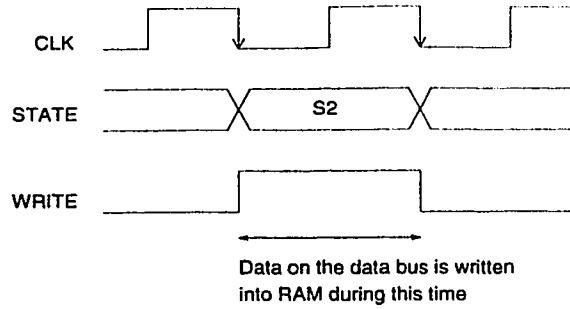 CLK
STATE
S2
WRITE
Data on the data bus is written
into RAM during this time